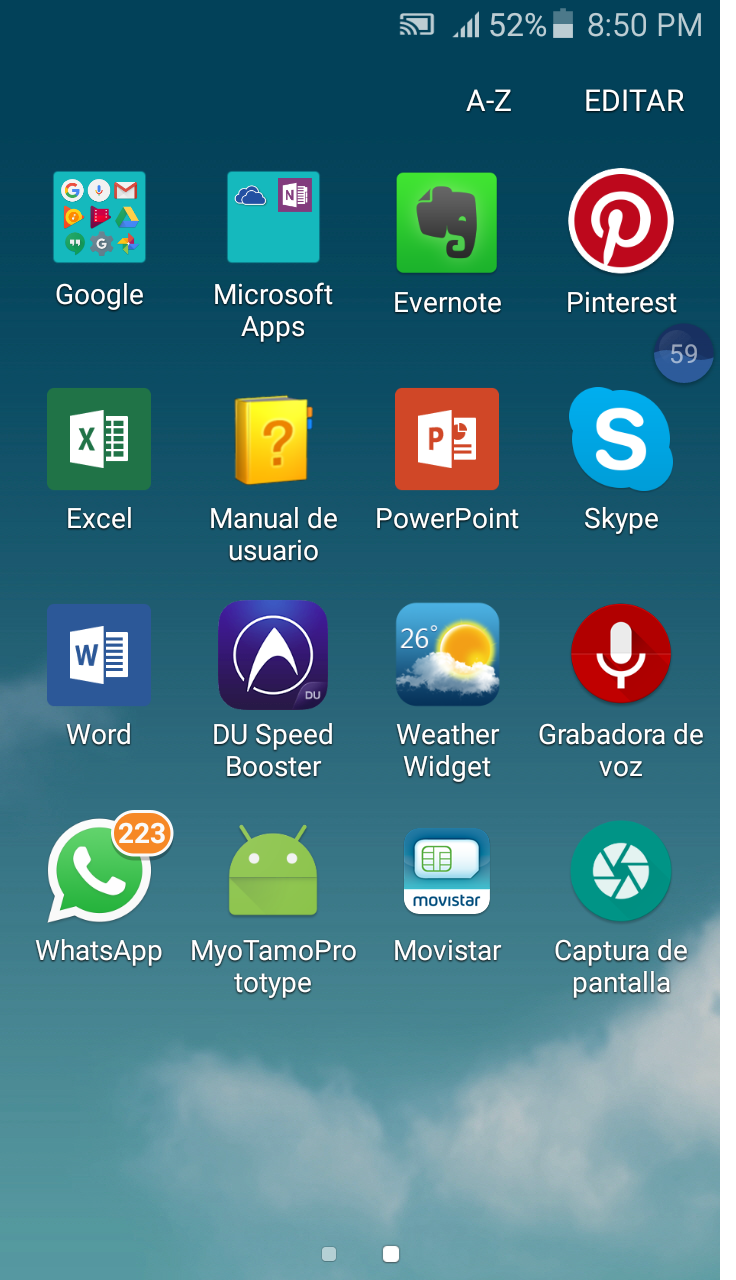 52% 8:50 PM
A-Z EDITAR
N
Google Microsoft Apps Evernote Pinterest
59
X P S
Excel Manual de usuario PowerPoint Skype
W 26° DU
Word DU Speed Booster Weather Widget Grabadora de voz
223
movistar
WhatsApp MyoTamoPrototype Movistar Captura de pantalla